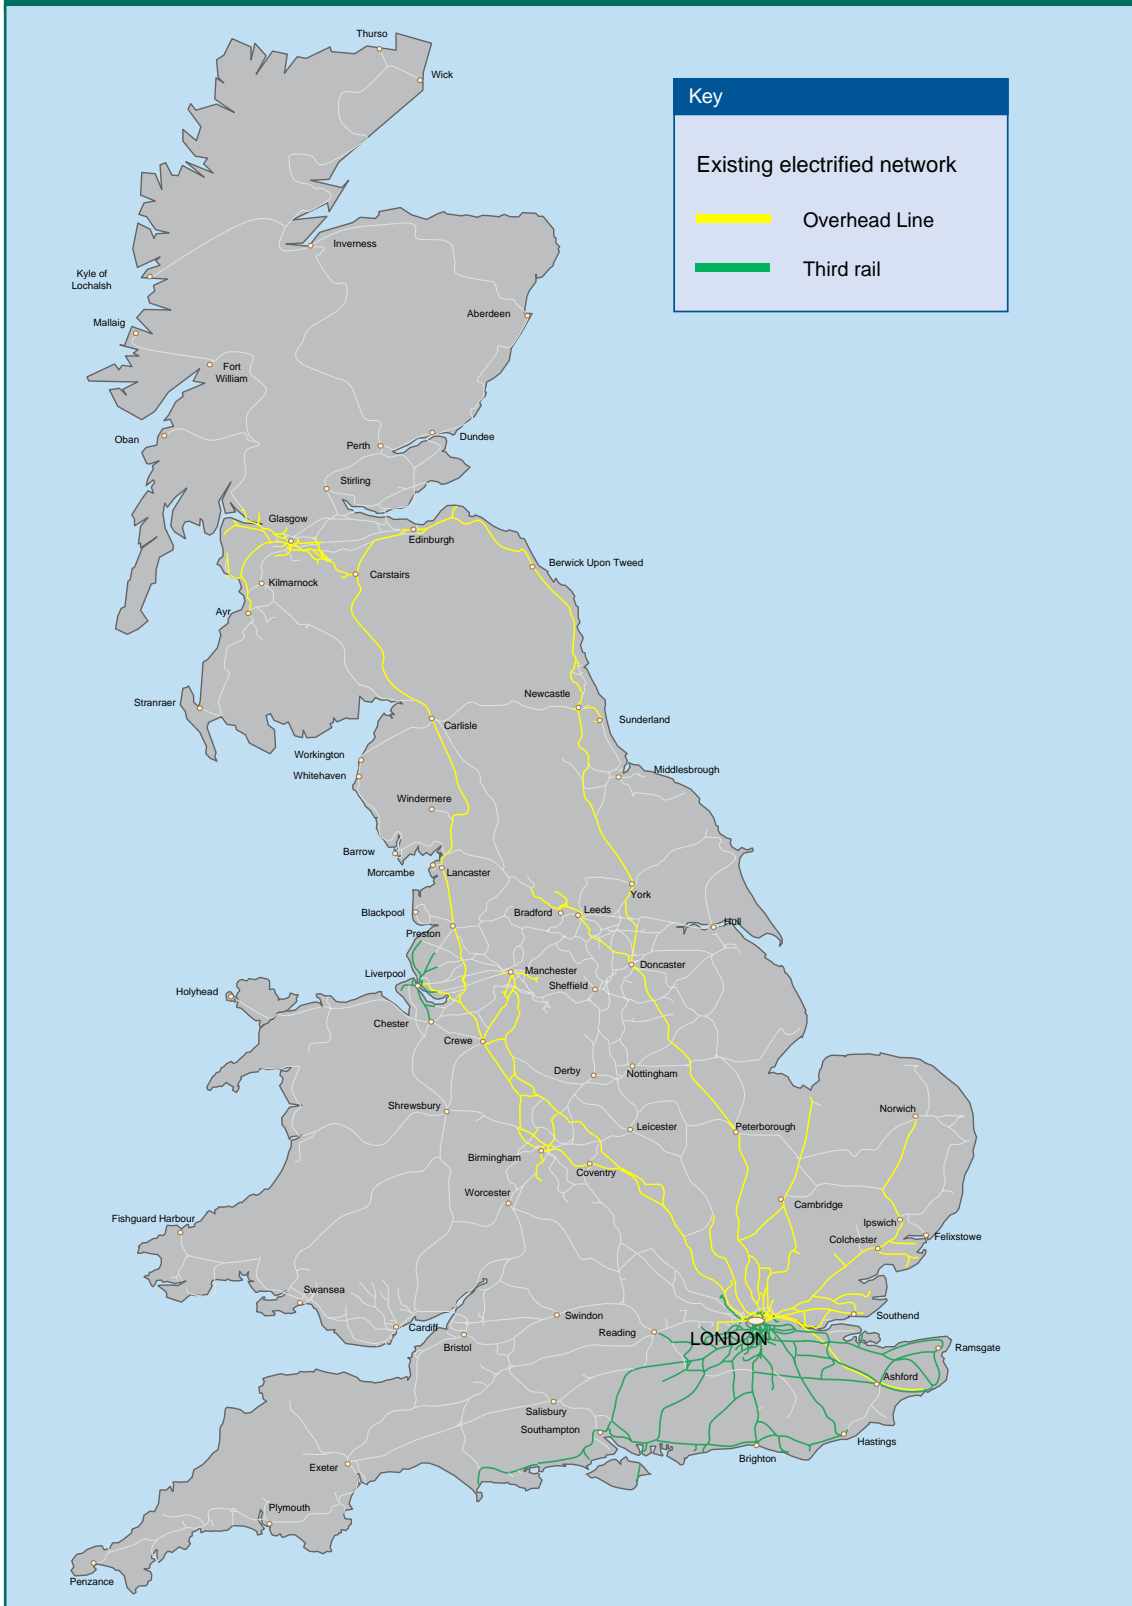 Thurso
Wick
Key
Existing electrified network
Overhead Line
Third rail
Inverness
Kyle of
Lochalsh
Aberdeen
Mallaig
Fort
William
Oban
Dundee
Perth
Stirling
Glasgow
Edinburgh
Berwick Upon Tweed
Carstairs
Kilmarnock
Ayr
Newcastle
Stranraer
Sunderland
Carlisle
Workington
Middlesbrough
Whitehaven
Windermere
Barrow
Morcambe
Lancaster
York
Blackpool
Bradford
Leeds
Hull
Preston
Doncaster
Manchester
Liverpool
Sheffield
Holyhead
Chester
Crewe
Derby
Nottingham
Shrewsbury
Norwich
Leicester
Peterborough
Birmingham
Coventry
Worcester
Cambridge
Fishguard Harbour
Ipswich
Felixstowe
Colchester
Swansea
Swindon
Southend
Cardiff
Reading
LONDON
Bristol
Ramsgate
Ashford
Salisbury
Southampton
Hastings
Brighton
Exeter
Plymouth
Penzance